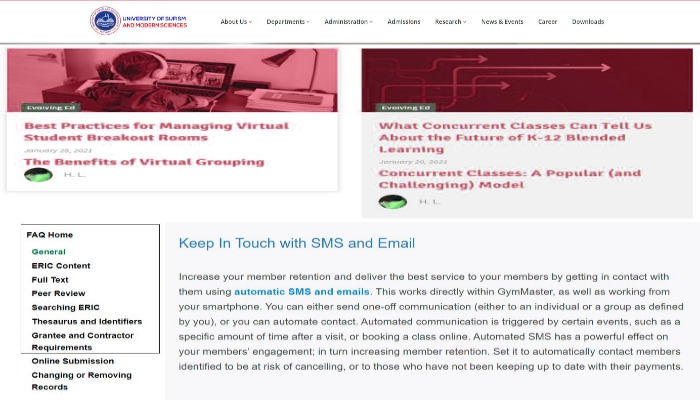 UNIVERSITY OF SUFISM
AND MODERN SCIENCES
About Us
Departments
Administration
Admissions
Research
News & Events
Career
Downloads
Evolving Ed
Best Practices for Managing Virtual
Student Breakout Rooms
January 28, 2021
The Benefits of Virtual Grouping
H. L.
Evolving Ed
What Concurrent Classes Can Tell Us
About the Future of K-12 Blended
Learning
January 20, 2021
Concurrent Classes: A Popular (and
Challenging) Model
H. L.
FAQ Home
General
ERIC Content
Full Text
Peer Review
Searching ERIC
Thesaurus and Identifiers
Grantee and Contractor
Requirements
Online Submission
Changing or Removing
Records
Keep In Touch with SMS and Email
Increase your member retention and deliver the best service to your members by getting in contact with
them using automatic SMS and emails. This works directly within GymMaster, as well as working from
your smartphone. You can either send one-off communication (either to an individual or a group as defined
by you), or you can automate contact. Automated communication is triggered by certain events, such as a
specific amount of time after a visit, or booking a class online. Automated SMS has a powerful effect on
your members' engagement; in turn increasing member retention. Set it to automatically contact members
identified to be at risk of cancelling, or to those who have not been keeping up to date with their payments.